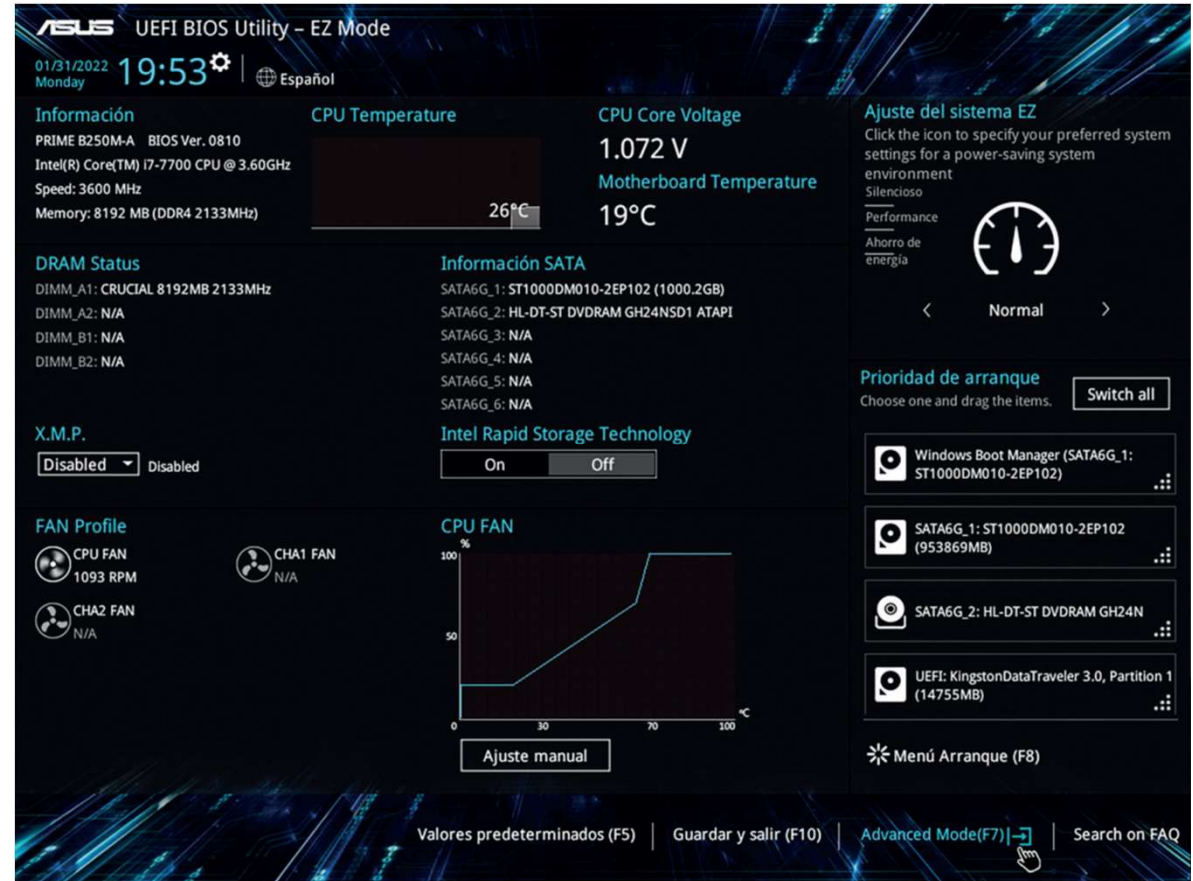 ASUS UEFI BIOS Utility – EZ Mode
01/31/2022
Monday
19:53
Español
Información
PRIME B250M-A BIOS Ver. 0810
Intel(R) Core(TM) i7-7700 CPU @ 3.60GHz
Speed: 3600 MHz
Memory: 8192 MB (DDR4 2133MHz)
CPU Temperature
26°C
CPU Core Voltage
1.072 V
Motherboard Temperature
19°C
Ajuste del sistema EZ
Click the icon to specify your preferred system
settings for a power-saving system
environment
Silencioso
Performance
Ahorro de
energía
Normal
DRAM Status
DIMM_A1: CRUCIAL 8192MB 2133MHz
DIMM_A2: N/A
DIMM_B1: N/A
DIMM_B2: N/A
Información SATA
SATA6G_1: ST1000DM010-2EP102 (1000.2GB)
SATA6G_2: HL-DT-ST DVDRAM GH24NSD1 ATAPI
SATA6G_3: N/A
SATA6G_4: N/A
SATA6G_5: N/A
SATA6G_6: N/A
X.M.P.
Disabled Disabled
Intel Rapid Storage Technology
On Off
Prioridad de arranque
Choose one and drag the items.
Switch all
Windows Boot Manager (SATA6G_1:
ST1000DM010-2EP102)
SATA6G_1: ST1000DM010-2EP102
(953869MB)
SATA6G_2: HL-DT-ST DVDRAM GH24N
UEFI: KingstonDataTraveler 3.0, Partition 1
(14755MB)
Menú Arranque (F8)
FAN Profile
CPU FAN
1093 RPM
CHA1 FAN
N/A
CHA2 FAN
N/A
CPU FAN
%
100
50
0 30 70 100
°C
Ajuste manual
Valores predeterminados (F5) Guardar y salir (F10) Advanced Mode(F7) Search on FAQ